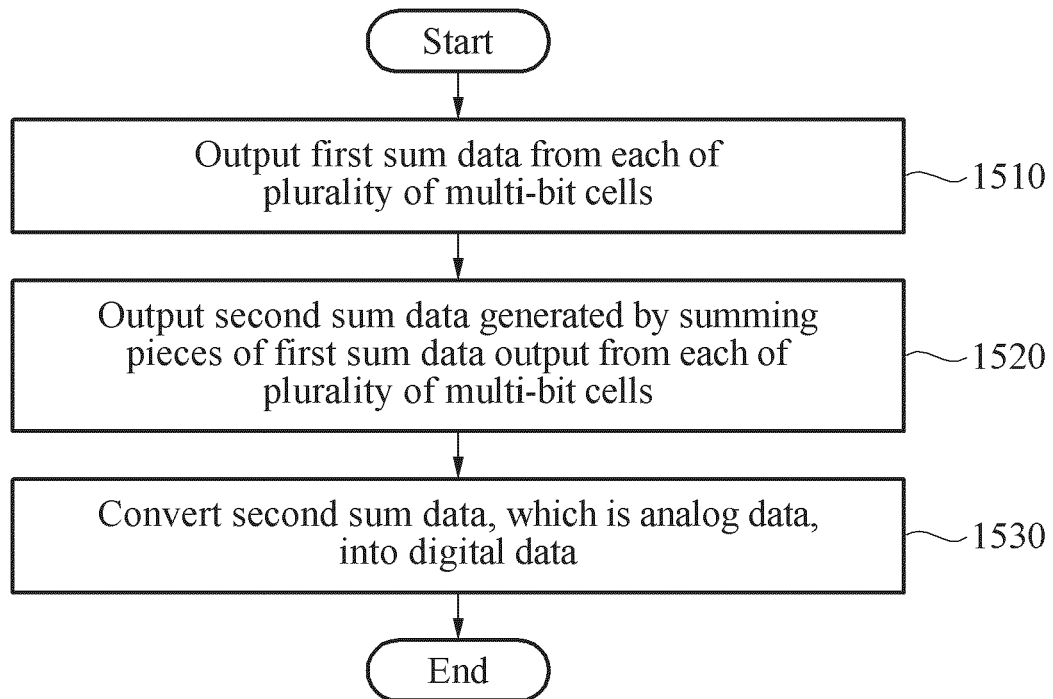 Start
Output first sum data from each of
plurality of multi-bit cells
1510
Output second sum data generated by summing
pieces of first sum data output from each of
plurality of multi-bit cells
1520
Convert second sum data, which is analog data,
into digital data
1530
End